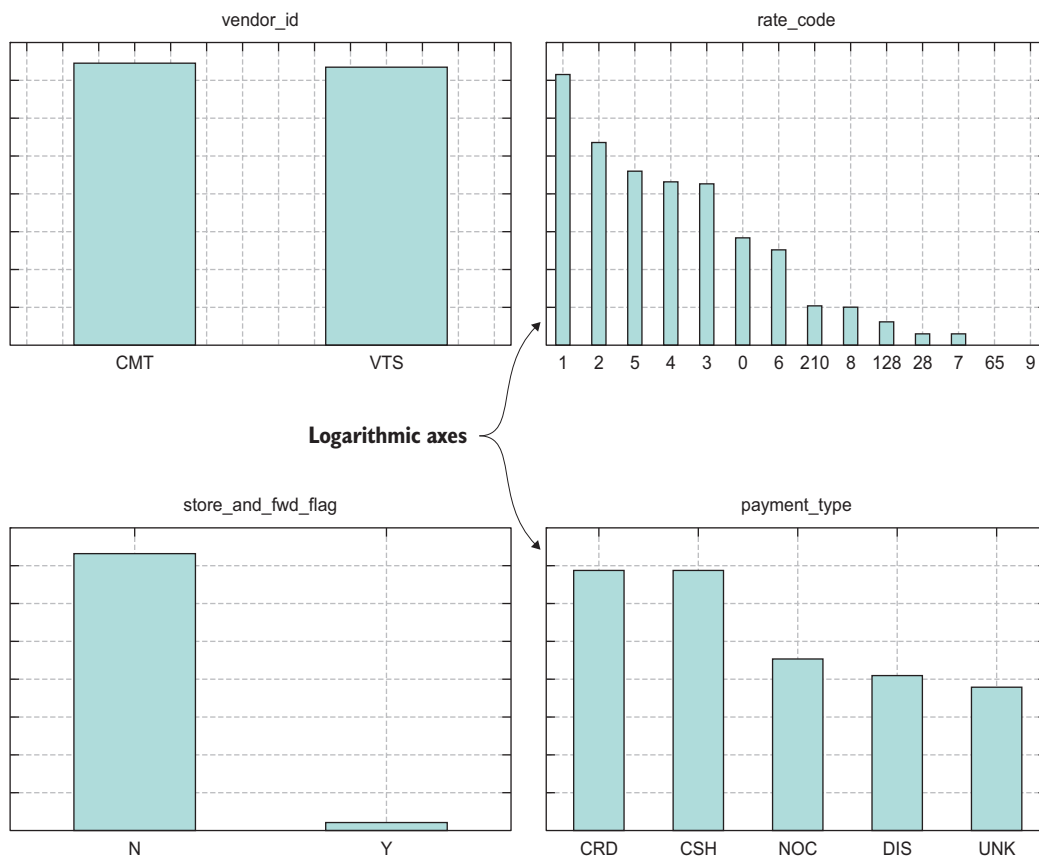 vendor_id
CMT VTS
rate_code
1 2 5 4 3 0 6 210 8 128 28 7 65 9
Logarithmic axes
store_and_fwd_flag
N Y
payment_type
CRD CSH NOC DIS UNK